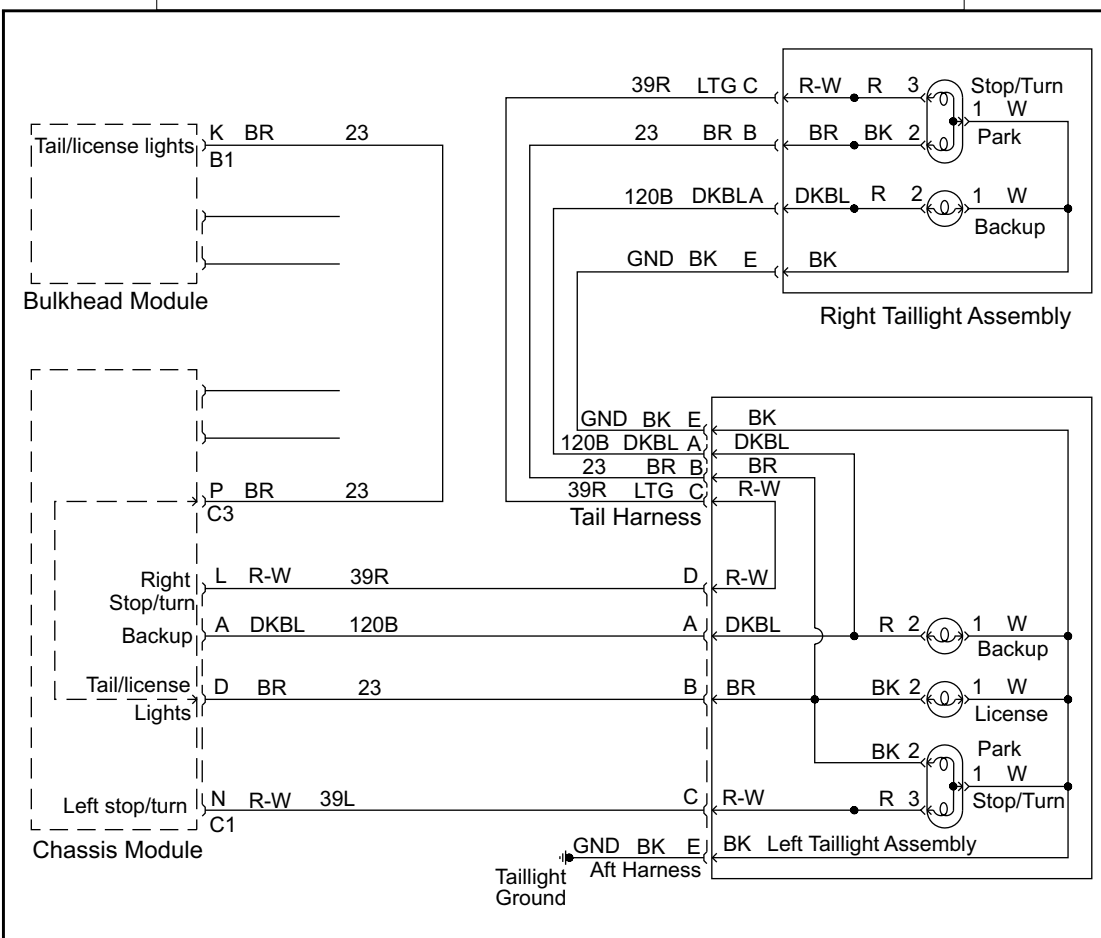 39R LTG C R-W R 3 Stop/Turn
1 W
K BR 23
Tail/license lights
B1
23 BR B BR BK 2 Park
120B DKBL A DKBL R 2 1 W
Backup
GND BK E BK
Bulkhead Module
Right Taillight Assembly
GND BK E BK
120B DKBL A DKBL
23 BR B BR
39R LTG C R-W
P BR 23
C3
Tail Harness
Right L R-W 39R D R-W
Stop/turn
Backup A DKBL 120B A DKBL R 2 1 W
Backup
Tail/license D BR 23 B BR BK 2 1 W
Lights License
BK 2 Park
1 W
Left stop/turn N R-W 39L C R-W R 3 Stop/Turn
C1
Chassis Module
GND BK E BK Left Taillight Assembly
Taillight Aft Harness
Ground